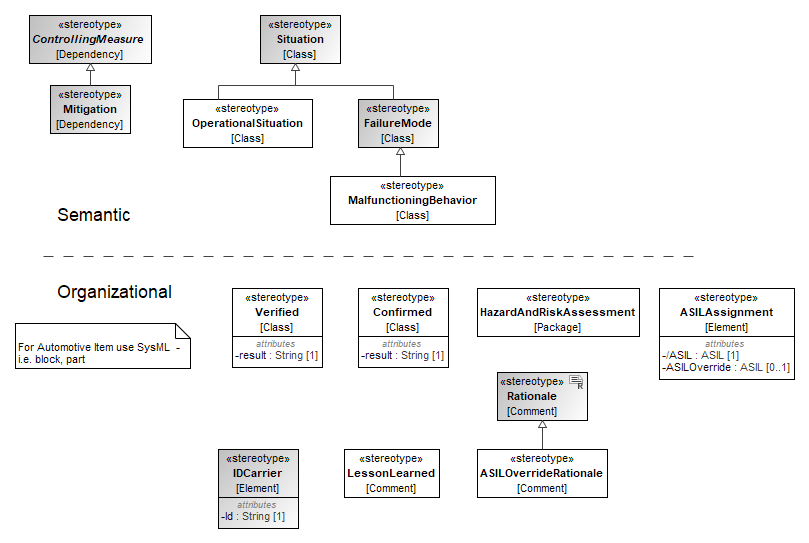 «stereotype»
ControllingMeasure
[Dependency]
«stereotype»
Mitigation
[Dependency]
«stereotype»
Situation
[Class]
«stereotype»
OperationalSituation
[Class]
«stereotype»
FailureMode
[Class]
«stereotype»
MalfunctioningBehavior
[Class]
Semantic
Organizational
For Automotive Item use SysML -
i.e. block, part
«stereotype»
Verified
[Class]
attributes
-result : String [1]
«stereotype»
Confirmed
[Class]
attributes
-result : String [1]
«stereotype»
HazardAndRiskAssessment
[Package]
«stereotype»
ASILAssignment
[Element]
attributes
-/ASIL : ASIL [1]
-ASILOverride : ASIL [0..1]
«stereotype»
R
Rationale
[Comment]
«stereotype»
IDCarrier
[Element]
attributes
-Id : String [1]
«stereotype»
LessonLearned
[Comment]
«stereotype»
ASILOverrideRationale
[Comment]